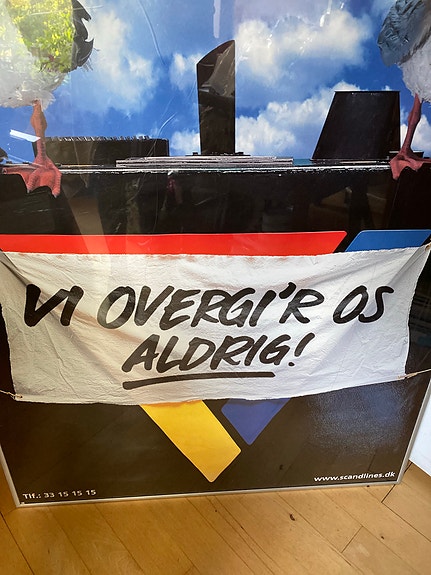 VI OVERGI'R OS
ALDRIG!
Tlf.: 33 15 15 15
www.scandlines.dk